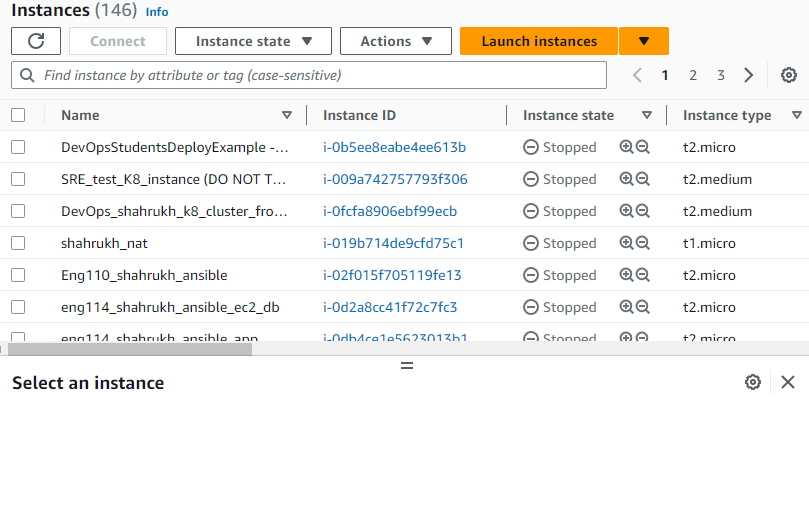 Instances (146) Info
Connect Instance state Actions Launch instances
Find instance by attribute or tag (case-sensitive) 1 2 3
Name Instance ID Instance state Instance type
DevOpsStudentsDeployExample -... i-0b5ee8eabe4ee613b Stopped t2.micro
SRE_test_K8_instance (DO NOT T... i-009a742757793f306 Stopped t2.medium
DevOps_shahrukh_k8_cluster_fro... i-0fcfa8906ebf99ecb Stopped t2.medium
shahrukh_nat i-019b714de9cfd75c1 Stopped t1.micro
Eng110_shahrukh_ansible i-02f015f705119fe13 Stopped t2.micro
eng114_shahrukh_ansible_ec2_db i-0d2a8cc41f72c7fc3 Stopped t2.micro
eng114_shahrukh_ansible_app i-0db4ce1e5623013b1 Stopped t2.micro
Select an instance